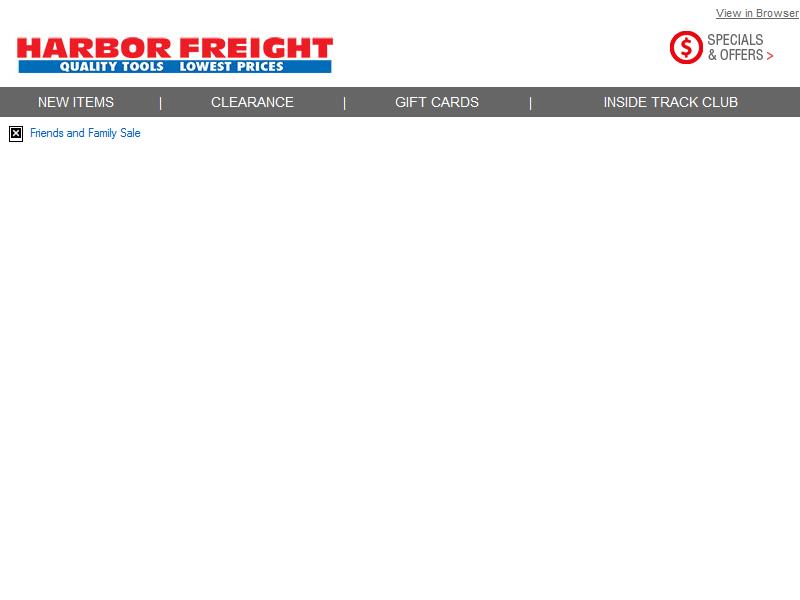 View in Browser
HARBOR FREIGHT
QUALITY TOOLS LOWEST PRICES
SPECIALS
& OFFERS >
NEW ITEMS | CLEARANCE | GIFT CARDS | INSIDE TRACK CLUB
Friends and Family Sale